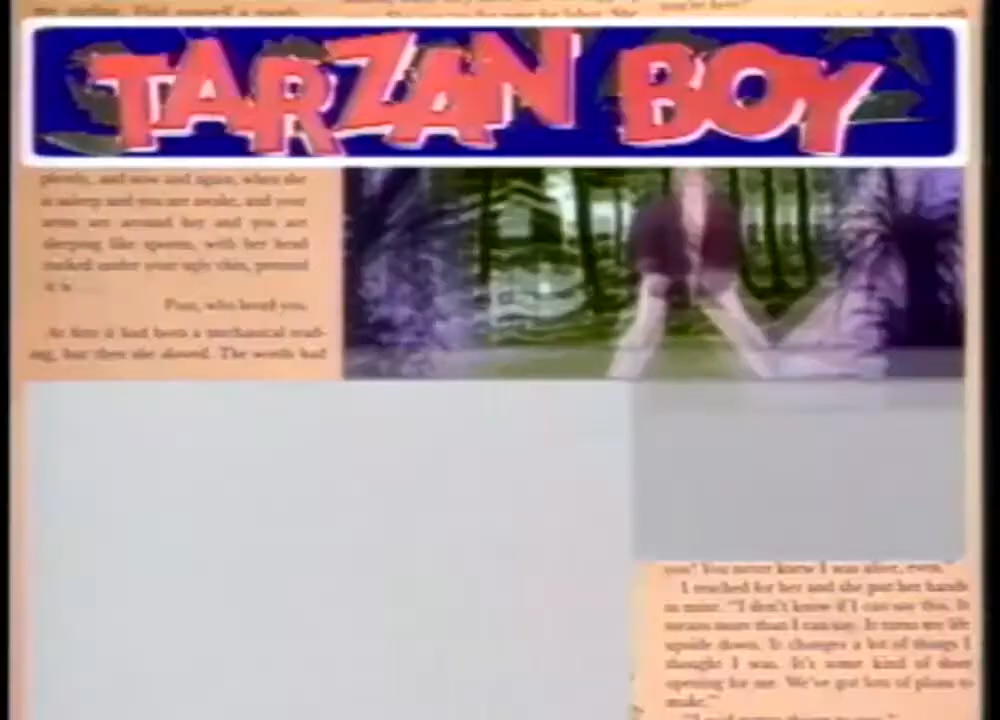 TARZAN BOY
and now and again, when she
is asleep and you are awake, and your
arms are around her and you are
sleeping like spoons, with her head
tucked under your ugly chin, pretend
it is . . .
Puss, who loved you.
At first it had been a mechanical read-
ing, but then she slowed. The words had
you! You never knew I was alive, even."
I reached for her and she put her hands
in mine. "I don't know if I can say this. It
means more than I can say. It turns my life
upside down. It changes a lot of things I
thought I was. It's some kind of door
opening for me. We've got lots of plans to
make."